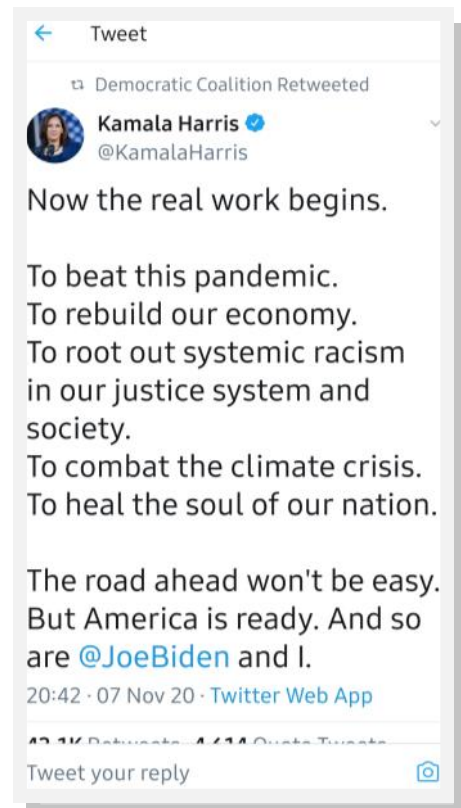 Tweet
Democratic Coalition Retweeted
Kamala Harris
@KamalaHarris
Now the real work begins.
To beat this pandemic.
To rebuild our economy.
To root out systemic racism
in our justice system and
society.
To combat the climate crisis.
To heal the soul of our nation.
The road ahead won't be easy.
But America is ready. And so
are @JoeBiden and I.
20:42 · 07 Nov 20 · Twitter Web App
Retweets Quote Tweets
Tweet your reply